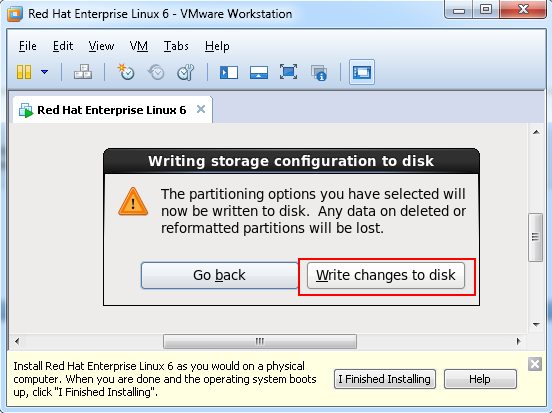 Red Hat Enterprise Linux 6 - VMware Workstation
File Edit View VM Tabs Help
Red Hat Enterprise Linux 6
Writing storage configuration to disk
The partitioning options you have selected will
now be written to disk. Any data on deleted or
reformatted partitions will be lost.
Go back Write changes to disk
Install Red Hat Enterprise Linux 6 as you would on a physical
computer. When you are done and the operating system boots
up, click "I Finished Installing".
I Finished Installing Help